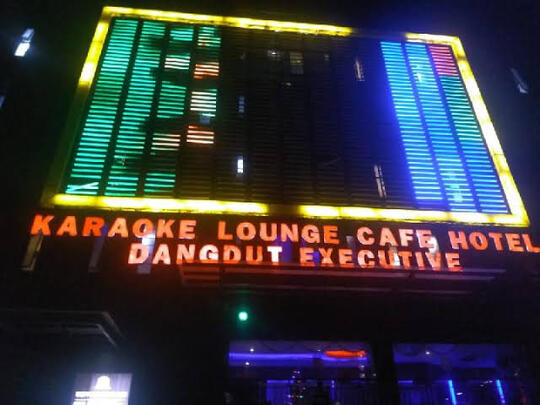 KARAOKE LOUNGE CAFE HOTEL
DANGDUT EXECUTIVE